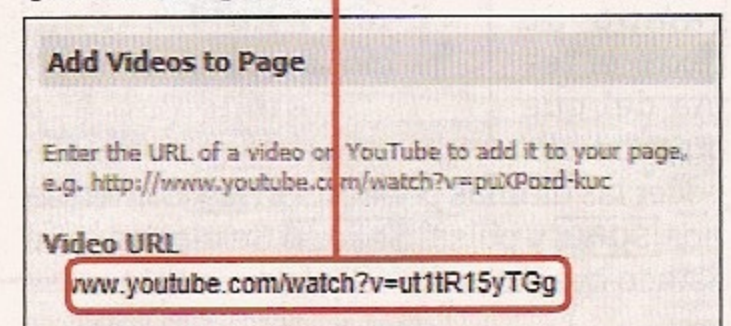 Add Videos to Page
Enter the URL of a video on YouTube to add it to your page,
e.g. http://www.youtube.com/watch?v=puXPozd-kuc
Video URL
www.youtube.com/watch?v=ut1tR15yTGg